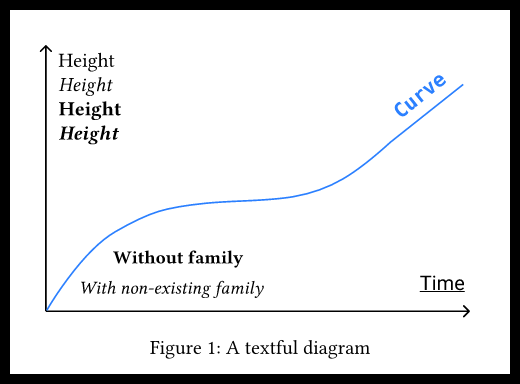 Height
Height
Height
Height
Curve
Without family
With non-existing family
Time
Figure 1: A textful diagram